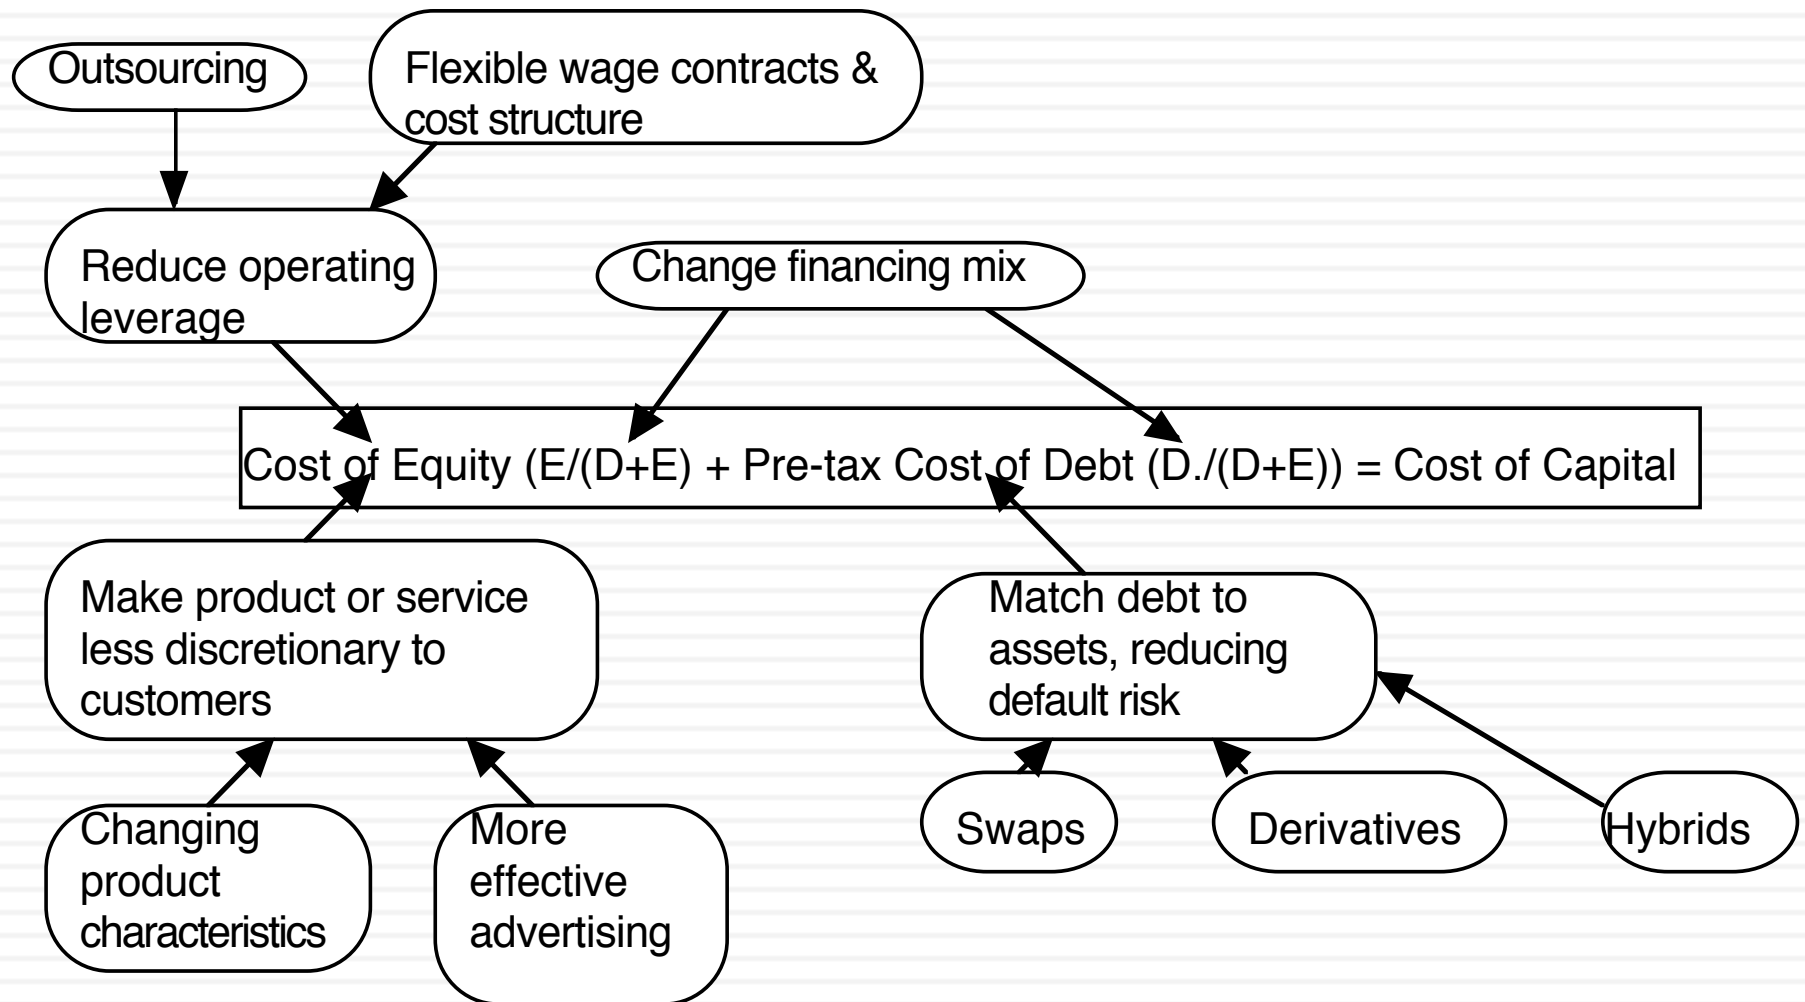 Outsourcing
Flexible wage contracts &
cost structure
Reduce operating
leverage
Change financing mix
Cost of Equity (E/(D+E) + Pre-tax Cost of Debt (D./(D+E)) = Cost of Capital
Make product or service
less discretionary to
customers
Match debt to
assets, reducing
default risk
Changing
product
characteristics
More
effective
advertising
Swaps
Derivatives
Hybrids